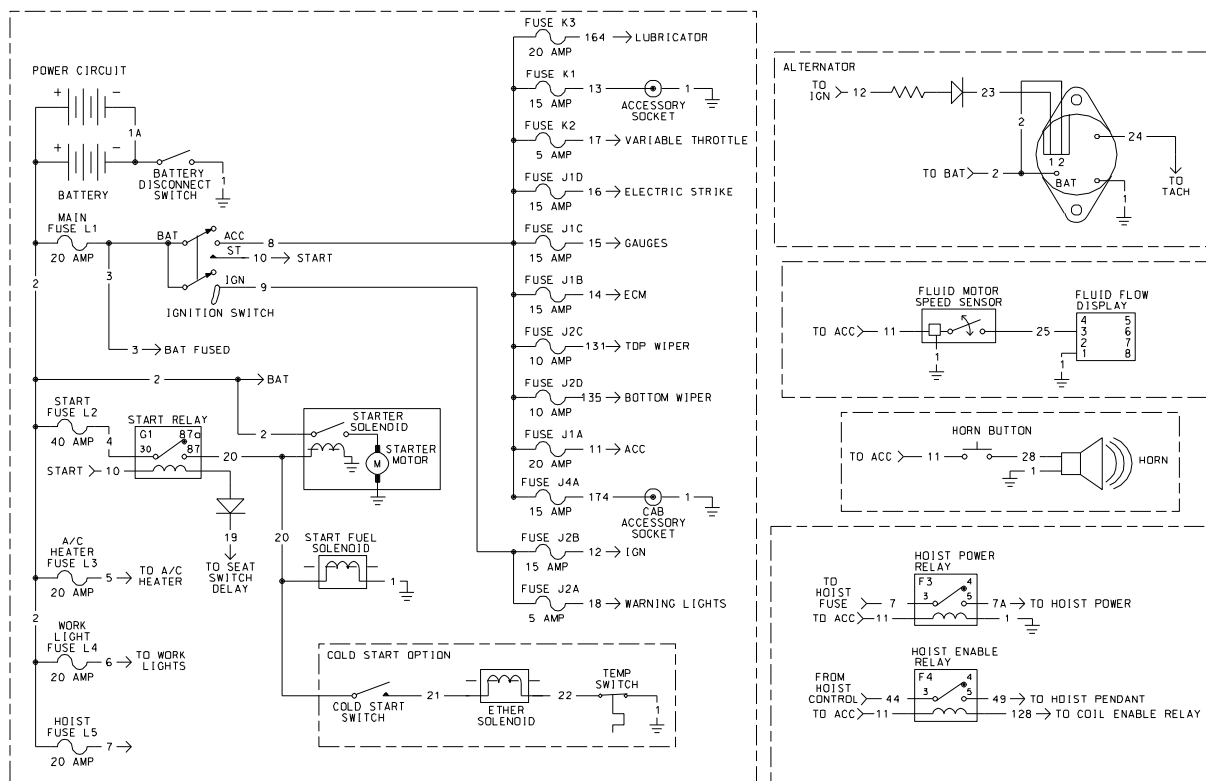 POWER CIRCUIT
+ -
1A
+ -
BATTERY
BATTERY
DISCONNECT
SWITCH
1
MAIN
FUSE L1
20 AMP
2
3
BAT
ACC
8
ST
10
START
IGN
9
IGNITION SWITCH
3
BAT FUSED
2
BAT
START
FUSE L2
40 AMP
4
START RELAY
G1
87
30
87
20
START
10
19
TO SEAT
SWITCH
DELAY
2
STARTER
SOLENOID
STARTER
MOTOR
M
20
START FUEL
SOLENOID
1
A/C
HEATER
FUSE L3
20 AMP
5
TO A/C
HEATER
2
WORK
LIGHT
FUSE L4
20 AMP
6
TO WORK
LIGHTS
HOIST
FUSE L5
20 AMP
7
COLD START OPTION
COLD START
SWITCH
21
ETHER
SOLENOID
22
TEMP
SWITCH
1
FUSE K3
20 AMP
164
LUBRICATOR
FUSE K1
15 AMP
13
ACCESSORY
SOCKET
1
FUSE K2
5 AMP
17
VARIABLE THROTTLE
FUSE J1D
15 AMP
16
ELECTRIC STRIKE
FUSE J1C
15 AMP
15
GAUGES
FUSE J1B
15 AMP
14
ECM
FUSE J2C
10 AMP
131
TOP WIPER
FUSE J2D
10 AMP
135
BOTTOM WIPER
FUSE J1A
20 AMP
11
ACC
FUSE J4A
15 AMP
174
CAB
ACCESSORY
SOCKET
1
FUSE J2B
15 AMP
12
IGN
FUSE J2A
5 AMP
18
WARNING LIGHTS
ALTERNATOR
TO
IGN
12
23
2
1 2
24
TO
TACH
TO BAT
2
BAT
1
FLUID MOTOR
SPEED SENSOR
TO ACC
11
1
25
FLUID FLOW
DISPLAY
4 5
3 6
2 7
1 8
1
HORN BUTTON
TO ACC
11
28
1
HORN
HOIST POWER
RELAY
F3
4
3
5
TO
HOIST
FUSE
7
7A
TO HOIST POWER
TO ACC
11
1
HOIST ENABLE
RELAY
F4
4
3
5
FROM
HOIST
CONTROL
44
49
TO HOIST PENDANT
TO ACC
11
128
TO COIL ENABLE RELAY